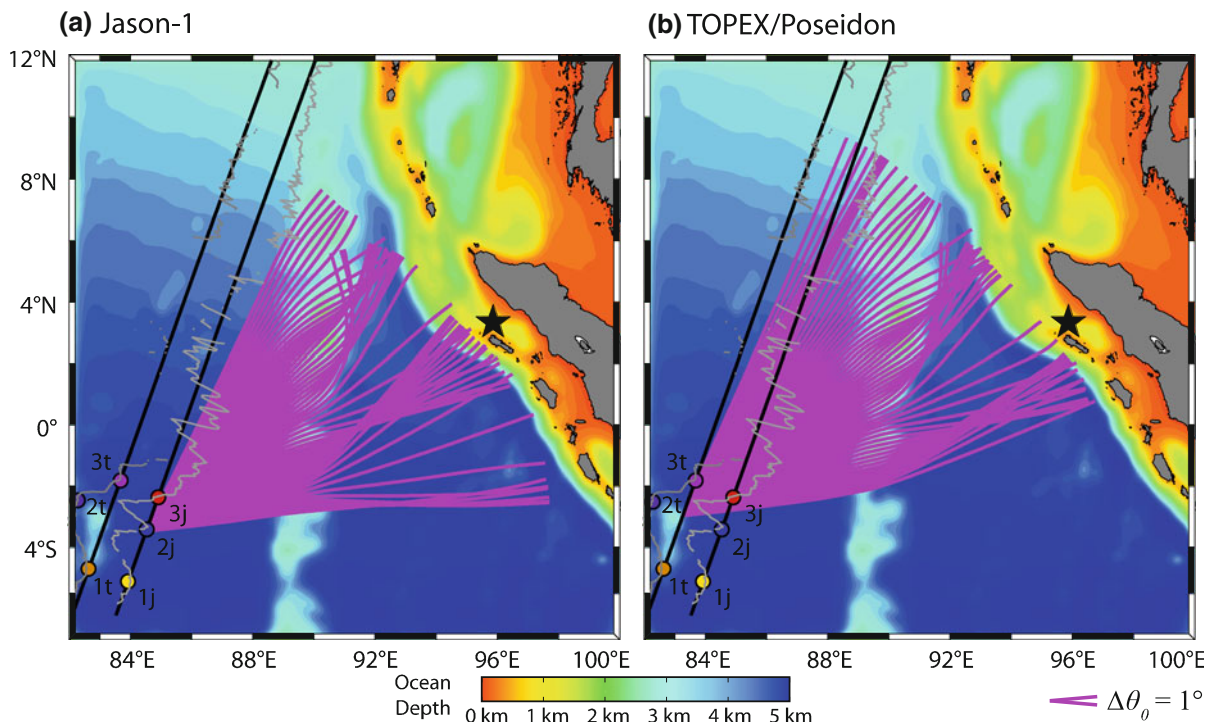 (a) Jason-1
(b) TOPEX/Poseidon
12°N
8°N
4°N
0°
4°S
3t
2t
1t
3j
2j
1j
3t
2t
1t
3j
2j
1j
84°E 88°E 92°E 96°E 100°E
84°E 88°E 92°E 96°E 100°E
Ocean
Depth
0 km 1 km 2 km 3 km 4 km 5 km
Δθ₀ = 1°